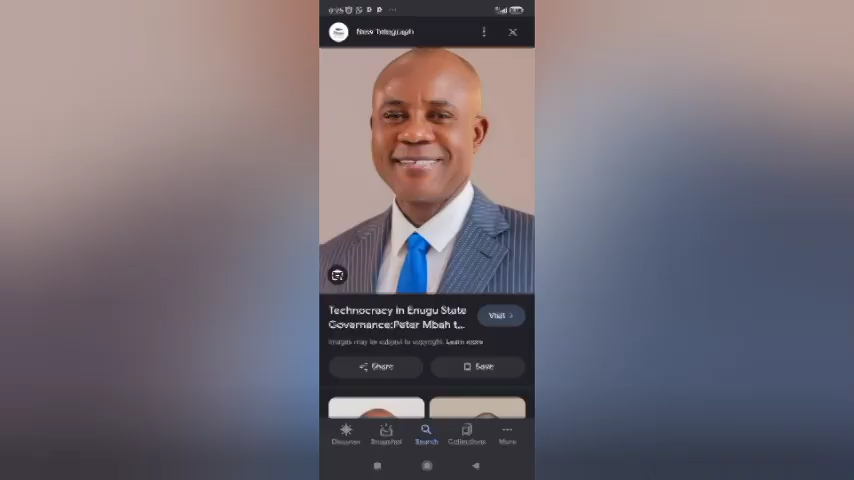 New Telegraph
Technocracy in Enugu State
Governance:Peter Mbah t...
Images may be subject to copyright. Learn more
Visit
Share
Save
Discover
Snapshot
Search
Collections
More